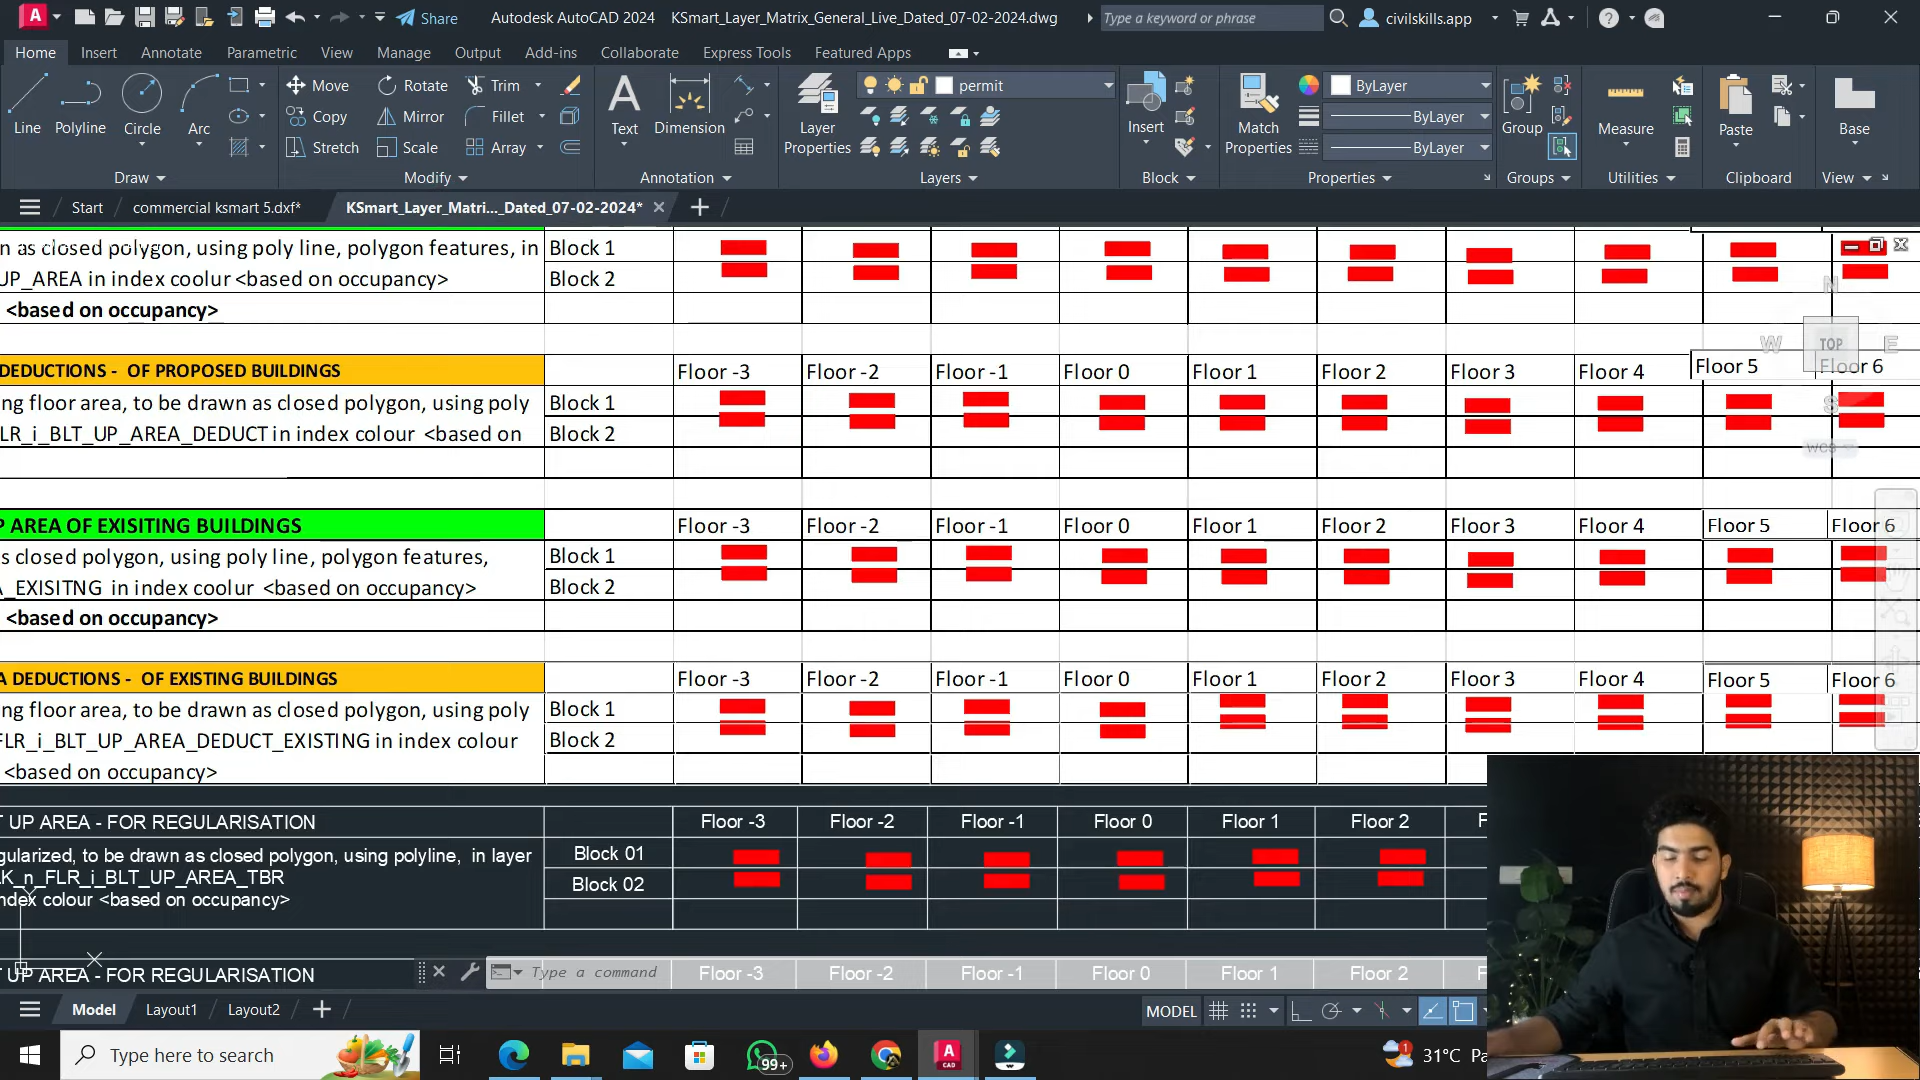 Share
Autodesk AutoCAD 2024 KSmart_Layer_Matrix_General_Live_Dated_07-02-2024.dwg
Type a keyword or phrase
civilskills.app
Home Insert Annotate Parametric View Manage Output Add-ins Collaborate Express Tools Featured Apps
Move Rotate Trim
permit
ByLayer
Copy Mirror Fillet
ByLayer
Line Polyline Circle Arc
Text Dimension
Layer Properties
Insert
Match Properties
Group
Measure
Paste
Base
Stretch Scale Array
ByLayer
Draw Modify Annotation Layers Block Properties Groups Utilities Clipboard View
Start commercial ksmart 5.dxf* KSmart_Layer_Matri..._Dated_07-02-2024*
n as closed polygon, using poly line, polygon features, in Block 1
UP_AREA in index coolur <based on occupancy> Block 2
<based on occupancy>
N
W TOP E
S
WCS
DEDUCTIONS - OF PROPOSED BUILDINGS Floor -3 Floor -2 Floor -1 Floor 0 Floor 1 Floor 2 Floor 3 Floor 4 Floor 5 Floor 6
ng floor area, to be drawn as closed polygon, using poly Block 1
FLR_i_BLT_UP_AREA_DEDUCT in index colour <based on Block 2
P AREA OF EXISITING BUILDINGS Floor -3 Floor -2 Floor -1 Floor 0 Floor 1 Floor 2 Floor 3 Floor 4 Floor 5 Floor 6
s closed polygon, using poly line, polygon features, Block 1
A_EXISITNG in index coolur <based on occupancy> Block 2
<based on occupancy>
A DEDUCTIONS - OF EXISTING BUILDINGS Floor -3 Floor -2 Floor -1 Floor 0 Floor 1 Floor 2 Floor 3 Floor 4 Floor 5 Floor 6
ng floor area, to be drawn as closed polygon, using poly Block 1
FLR_i_BLT_UP_AREA_DEDUCT_EXISTING in index colour Block 2
<based on occupancy>
T UP AREA - FOR REGULARISATION Floor -3 Floor -2 Floor -1 Floor 0 Floor 1 Floor 2 F
gularized, to be drawn as closed polygon, using polyline, in layer Block 01
LK_n_FLR_i_BLT_UP_AREA_TBR Block 02
ndex colour <based on occupancy>
T UP AREA - FOR REGULARISATION Type a command Floor -3 Floor -2 Floor -1 Floor 0 Floor 1 Floor 2 F
Model Layout1 Layout2
MODEL
Type here to search
99+
31°C Pa